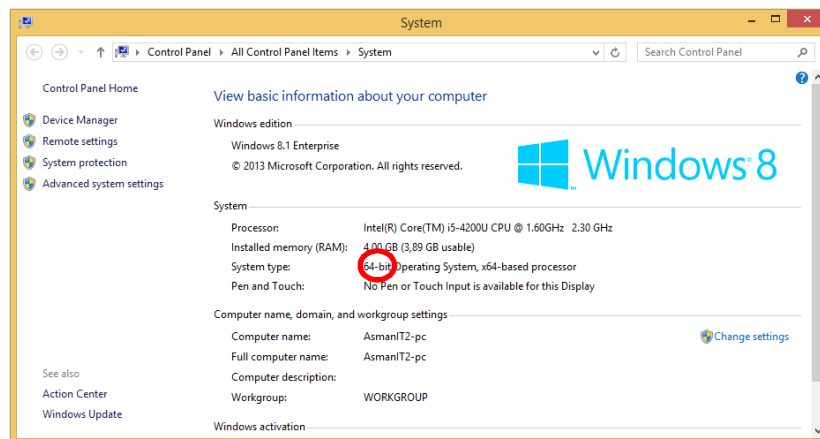 System
Control Panel All Control Panel Items System
Search Control Panel
Control Panel Home
Device Manager
Remote settings
System protection
Advanced system settings
See also
Action Center
Windows Update
View basic information about your computer
Windows edition
Windows 8.1 Enterprise
© 2013 Microsoft Corporation. All rights reserved.
Windows 8
System
Processor: Intel(R) Core(TM) i5-4200U CPU @ 1.60GHz 2.30 GHz
Installed memory (RAM): 4,00 GB (3,89 GB usable)
System type: 64-bit Operating System, x64-based processor
Pen and Touch: No Pen or Touch Input is available for this Display
Computer name, domain, and workgroup settings
Computer name: AsmanIT2-pc
Change settings
Full computer name: AsmanIT2-pc
Computer description:
Workgroup: WORKGROUP
Windows activation